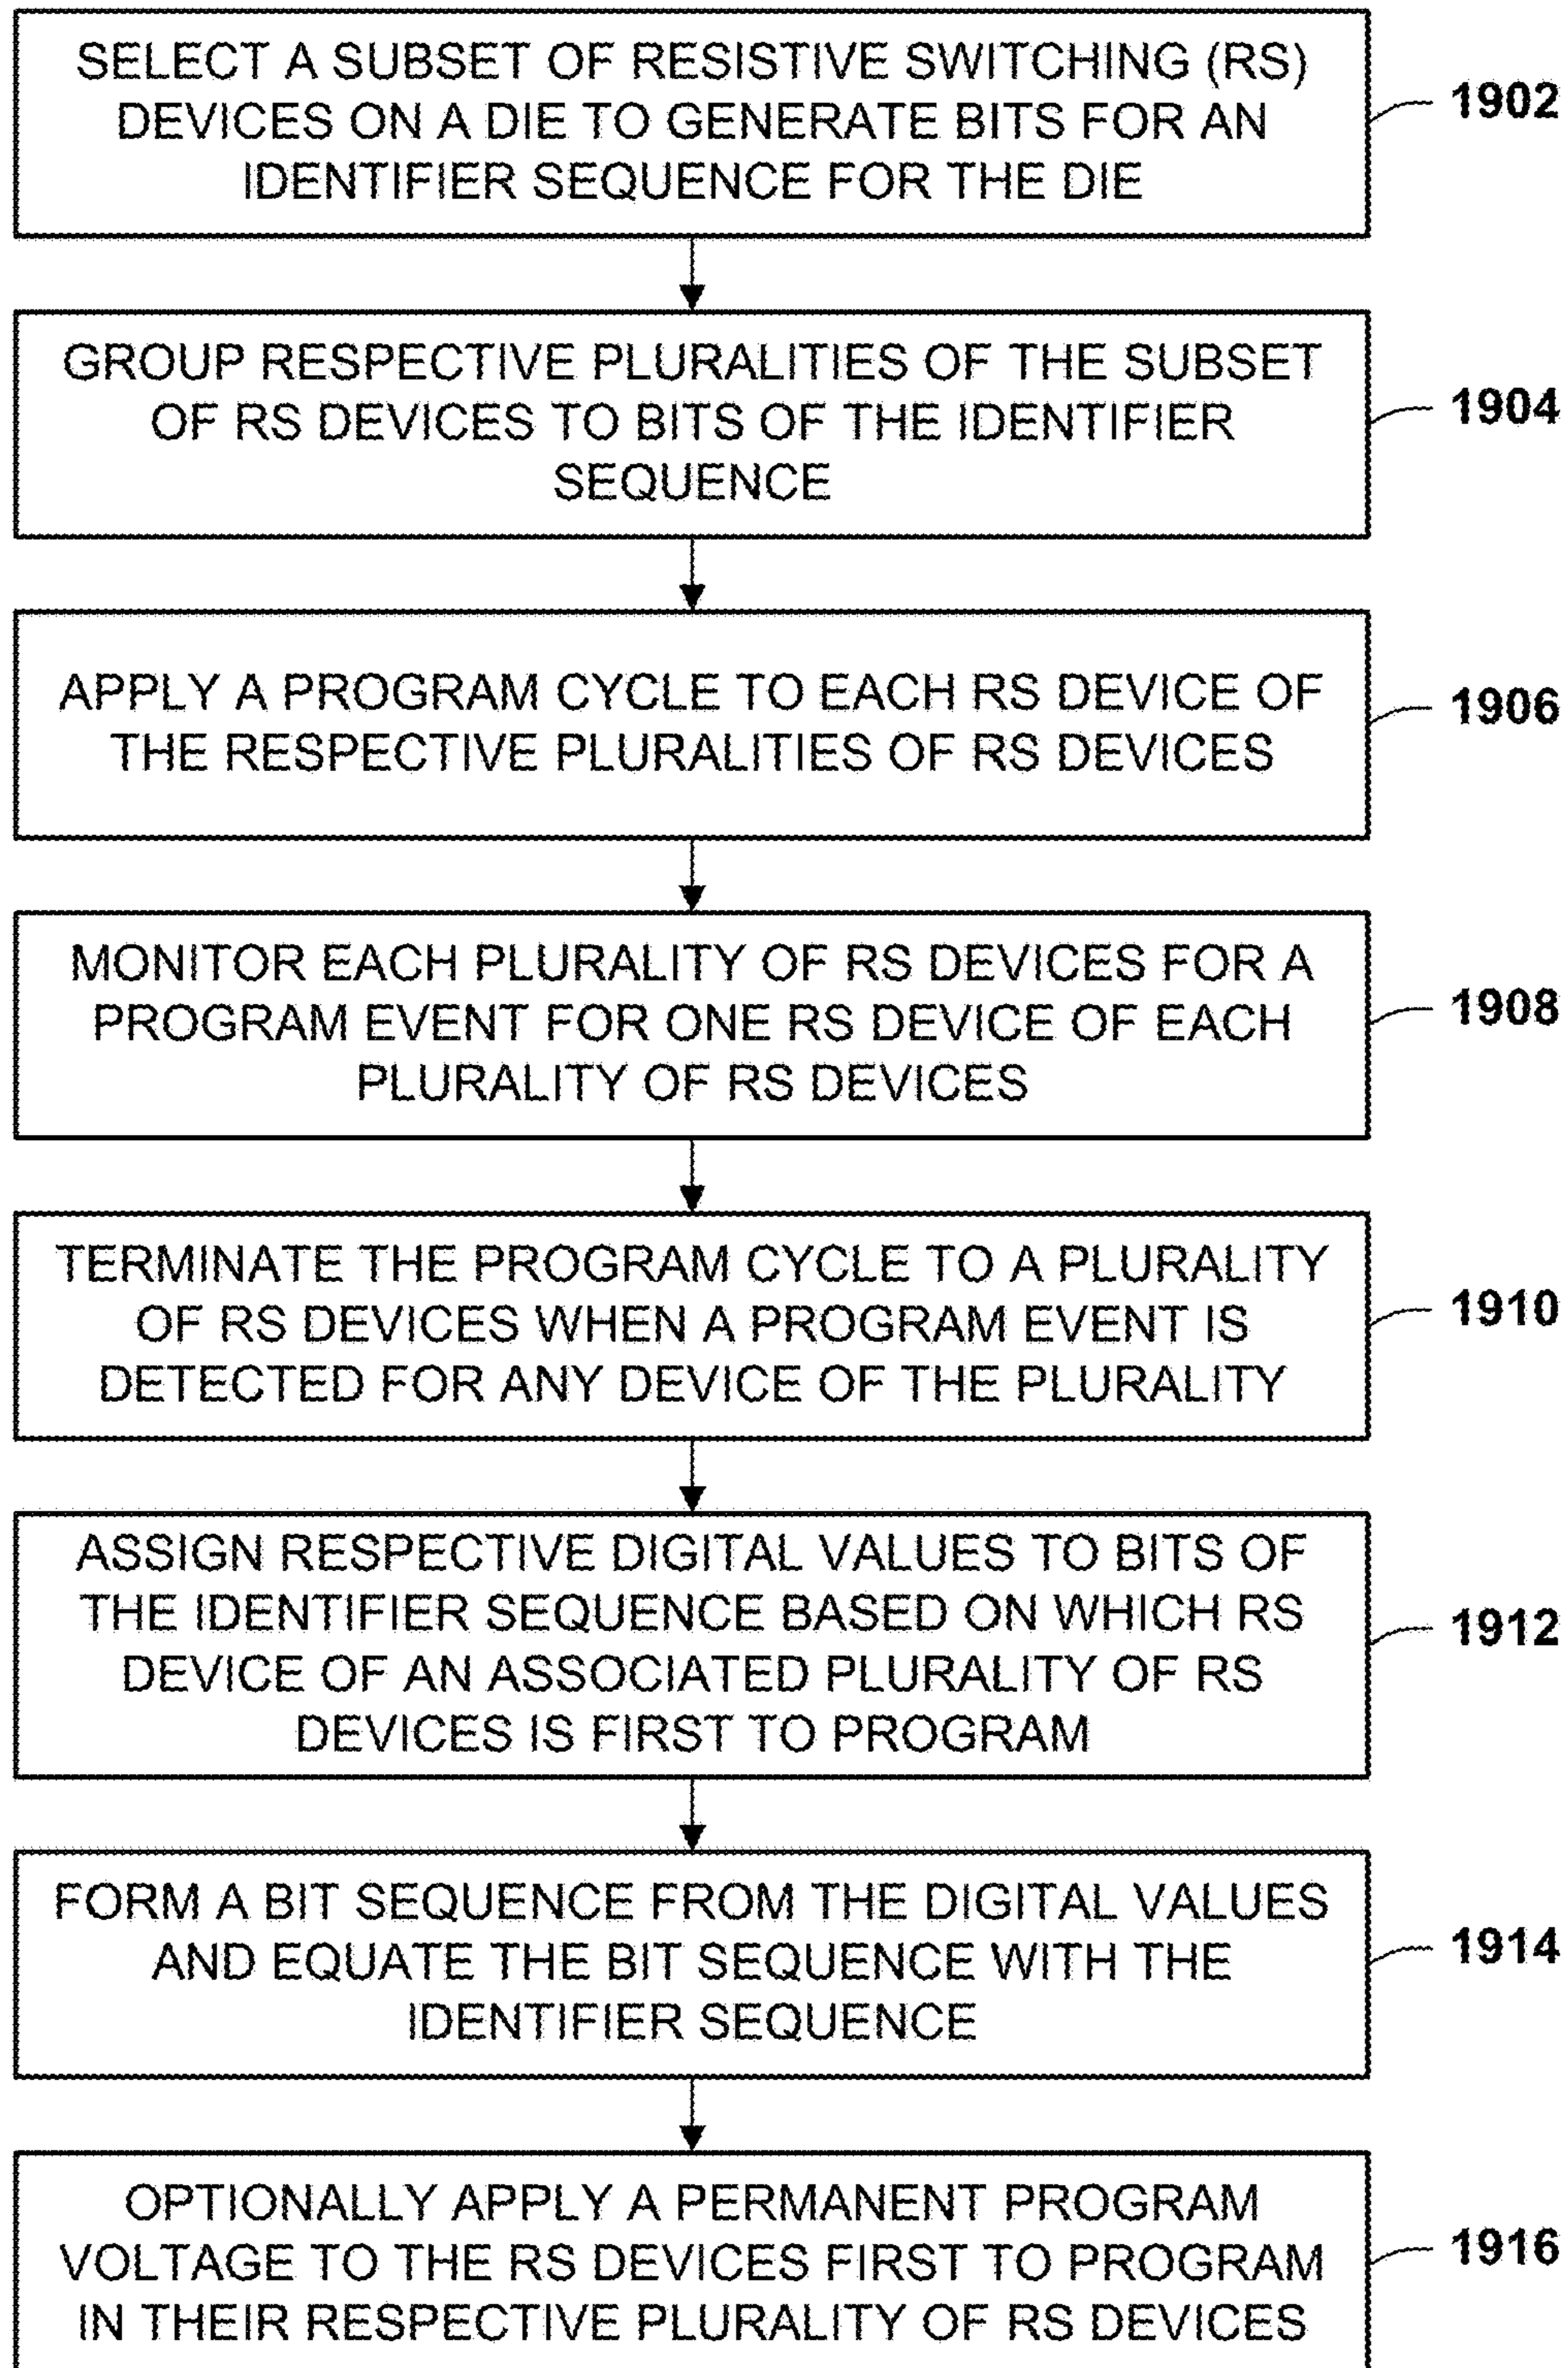 SELECT A SUBSET OF RESISTIVE SWITCHING (RS)
DEVICES ON A DIE TO GENERATE BITS FOR AN
IDENTIFIER SEQUENCE FOR THE DIE
1902
GROUP RESPECTIVE PLURALITIES OF THE SUBSET
OF RS DEVICES TO BITS OF THE IDENTIFIER
SEQUENCE
1904
APPLY A PROGRAM CYCLE TO EACH RS DEVICE OF
THE RESPECTIVE PLURALITIES OF RS DEVICES
1906
MONITOR EACH PLURALITY OF RS DEVICES FOR A
PROGRAM EVENT FOR ONE RS DEVICE OF EACH
PLURALITY OF RS DEVICES
1908
TERMINATE THE PROGRAM CYCLE TO A PLURALITY
OF RS DEVICES WHEN A PROGRAM EVENT IS
DETECTED FOR ANY DEVICE OF THE PLURALITY
1910
ASSIGN RESPECTIVE DIGITAL VALUES TO BITS OF
THE IDENTIFIER SEQUENCE BASED ON WHICH RS
DEVICE OF AN ASSOCIATED PLURALITY OF RS
DEVICES IS FIRST TO PROGRAM
1912
FORM A BIT SEQUENCE FROM THE DIGITAL VALUES
AND EQUATE THE BIT SEQUENCE WITH THE
IDENTIFIER SEQUENCE
1914
OPTIONALLY APPLY A PERMANENT PROGRAM
VOLTAGE TO THE RS DEVICES FIRST TO PROGRAM
IN THEIR RESPECTIVE PLURALITY OF RS DEVICES
1916